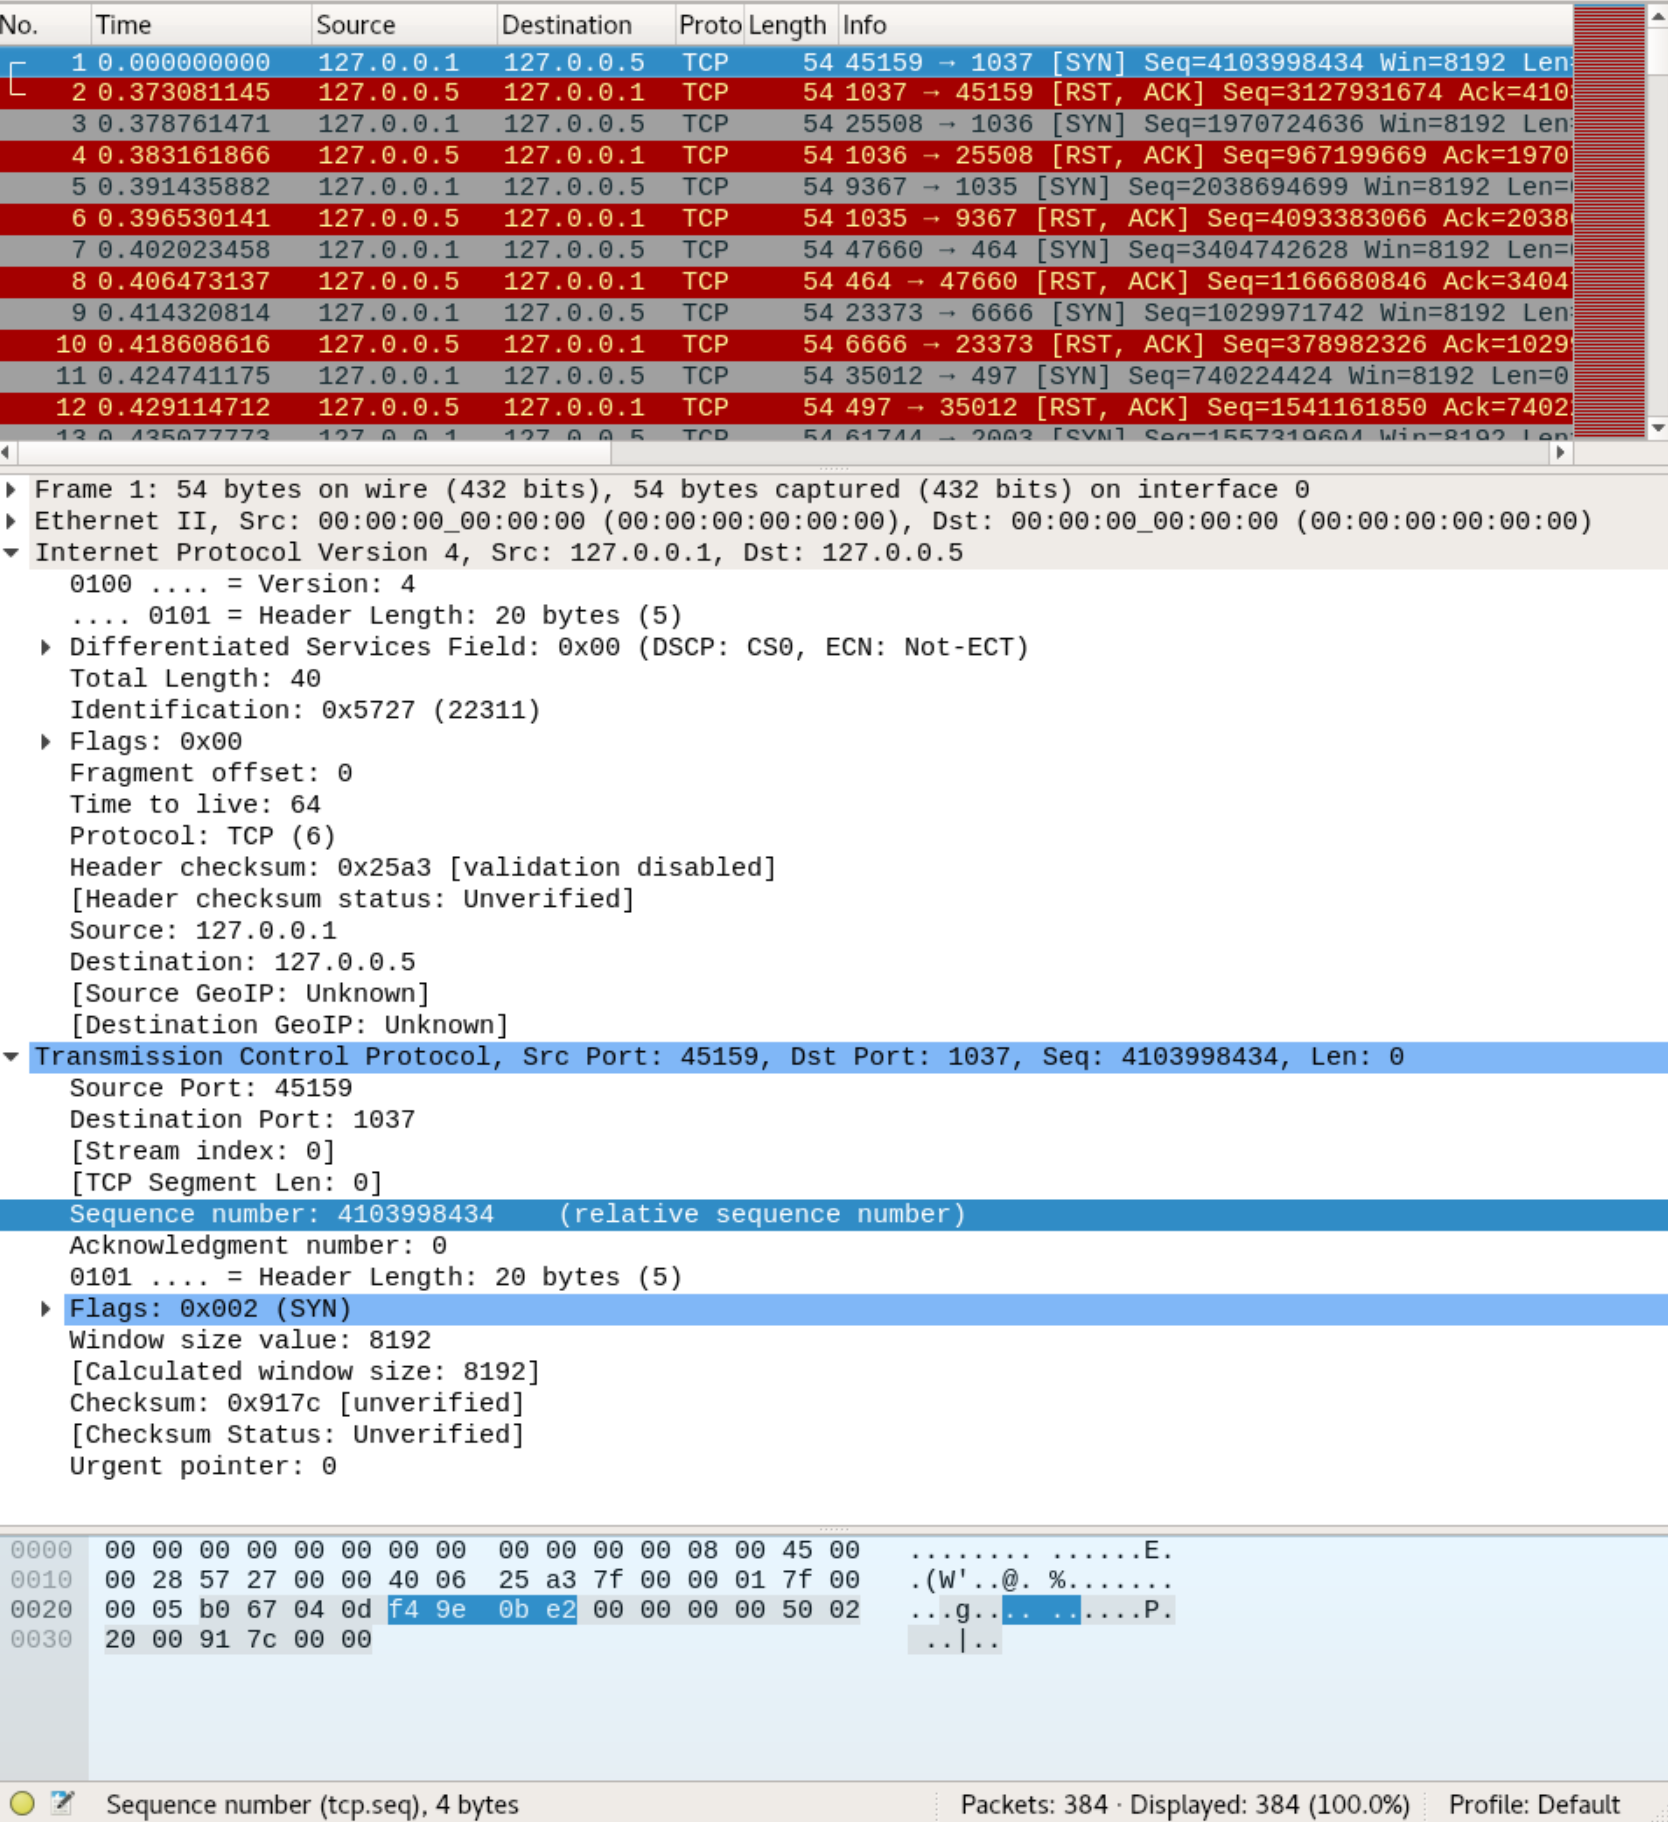 No. Time Source Destination Proto Length Info
1 0.000000000 127.0.0.1 127.0.0.5 TCP 54 45159 → 1037 [SYN] Seq=4103998434 Win=8192 Len=
2 0.373081145 127.0.0.5 127.0.0.1 TCP 54 1037 → 45159 [RST, ACK] Seq=3127931674 Ack=410
3 0.378761471 127.0.0.1 127.0.0.5 TCP 54 25508 → 1036 [SYN] Seq=1970724636 Win=8192 Len=
4 0.383161866 127.0.0.5 127.0.0.1 TCP 54 1036 → 25508 [RST, ACK] Seq=967199669 Ack=1970
5 0.391435882 127.0.0.1 127.0.0.5 TCP 54 9367 → 1035 [SYN] Seq=2038694699 Win=8192 Len=
6 0.396530141 127.0.0.5 127.0.0.1 TCP 54 1035 → 9367 [RST, ACK] Seq=4093383066 Ack=2038
7 0.402023458 127.0.0.1 127.0.0.5 TCP 54 47660 → 464 [SYN] Seq=3404742628 Win=8192 Len=
8 0.406473137 127.0.0.5 127.0.0.1 TCP 54 464 → 47660 [RST, ACK] Seq=1166680846 Ack=3404
9 0.414320814 127.0.0.1 127.0.0.5 TCP 54 23373 → 6666 [SYN] Seq=1029971742 Win=8192 Len=
10 0.418608616 127.0.0.5 127.0.0.1 TCP 54 6666 → 23373 [RST, ACK] Seq=378982326 Ack=1029
11 0.424741175 127.0.0.1 127.0.0.5 TCP 54 35012 → 497 [SYN] Seq=740224424 Win=8192 Len=0
12 0.429114712 127.0.0.5 127.0.0.1 TCP 54 497 → 35012 [RST, ACK] Seq=1541161850 Ack=7402
13 0.435077773 127.0.0.1 127.0.0.5 TCP 54 61744 → 2003 [SYN] Seq=1557319604 Win=8192 Len=
Frame 1: 54 bytes on wire (432 bits), 54 bytes captured (432 bits) on interface 0
Ethernet II, Src: 00:00:00_00:00:00 (00:00:00:00:00:00), Dst: 00:00:00_00:00:00 (00:00:00:00:00:00)
Internet Protocol Version 4, Src: 127.0.0.1, Dst: 127.0.0.5
0100 .... = Version: 4
.... 0101 = Header Length: 20 bytes (5)
Differentiated Services Field: 0x00 (DSCP: CS0, ECN: Not-ECT)
Total Length: 40
Identification: 0x5727 (22311)
Flags: 0x00
Fragment offset: 0
Time to live: 64
Protocol: TCP (6)
Header checksum: 0x25a3 [validation disabled]
[Header checksum status: Unverified]
Source: 127.0.0.1
Destination: 127.0.0.5
[Source GeoIP: Unknown]
[Destination GeoIP: Unknown]
Transmission Control Protocol, Src Port: 45159, Dst Port: 1037, Seq: 4103998434, Len: 0
Source Port: 45159
Destination Port: 1037
[Stream index: 0]
[TCP Segment Len: 0]
Sequence number: 4103998434 (relative sequence number)
Acknowledgment number: 0
0101 .... = Header Length: 20 bytes (5)
Flags: 0x002 (SYN)
Window size value: 8192
[Calculated window size: 8192]
Checksum: 0x917c [unverified]
[Checksum Status: Unverified]
Urgent pointer: 0
0000 00 00 00 00 00 00 00 00 00 00 00 00 08 00 45 00 ........ ......E.
0010 00 28 57 27 00 00 40 06 25 a3 7f 00 00 01 7f 00 .(W'..@. %.......
0020 00 05 b0 67 04 0d f4 9e 0b e2 00 00 00 00 50 02 ...g.... ......P.
0030 20 00 91 7c 00 00 ..|..
Sequence number (tcp.seq), 4 bytes Packets: 384 · Displayed: 384 (100.0%) Profile: Default